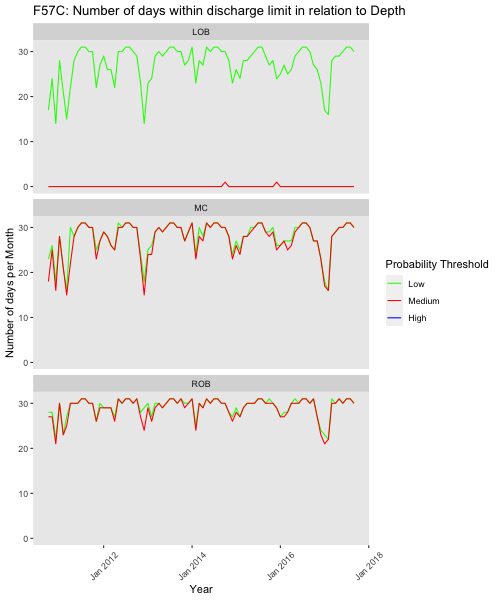 F57C: Number of days within discharge limit in relation to Depth
LOB
30
20
10
0
MC
30
20
10
0
ROB
30
20
10
0
Number of days per Month
Jan 2012
Jan 2014
Jan 2016
Jan 2018
Year
Probability Threshold
Low
Medium
High